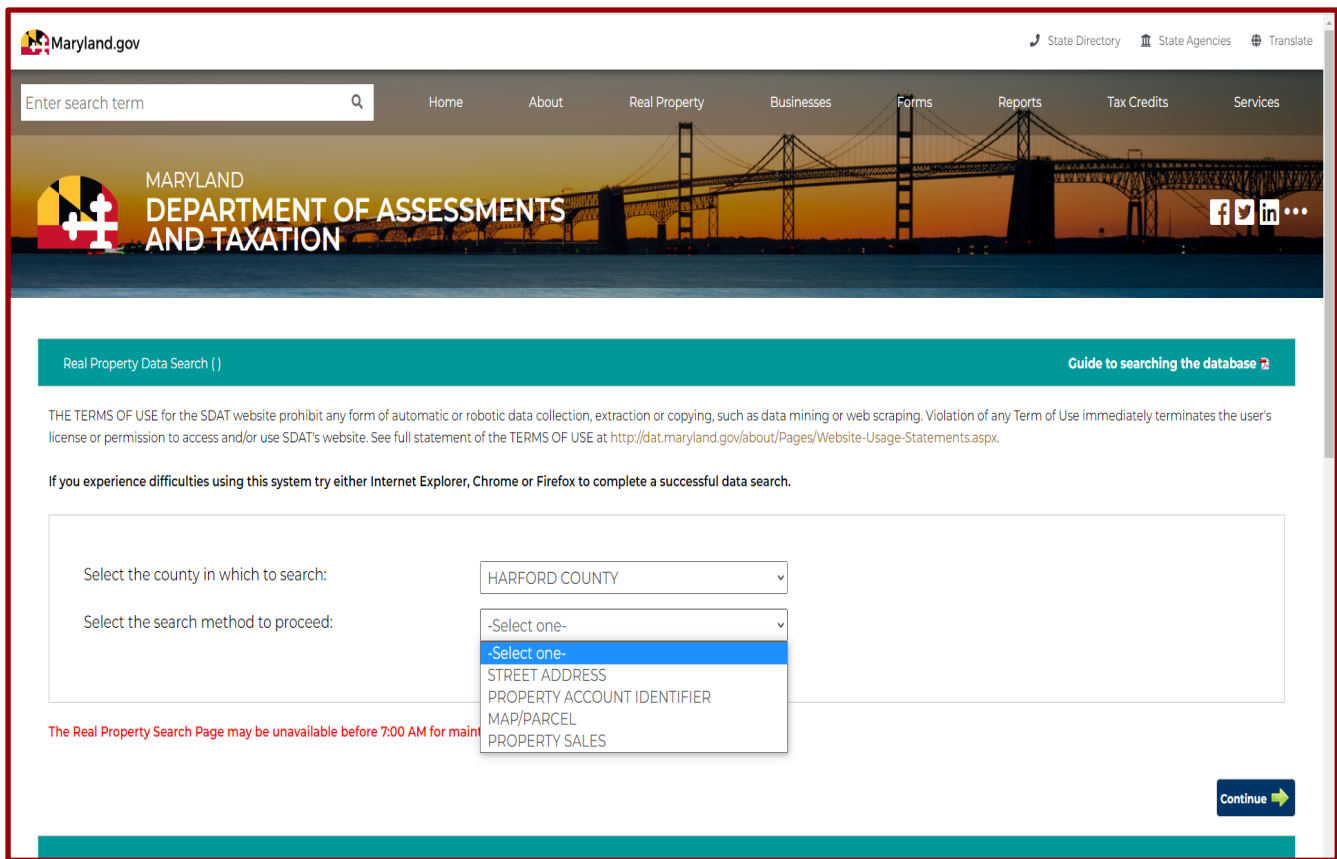 Maryland.gov
State Directory
State Agencies
Translate
Enter search term
Home
About
Real Property
Businesses
Forms
Reports
Tax Credits
Services
MARYLAND
DEPARTMENT OF ASSESSMENTS
AND TAXATION
Real Property Data Search ( )
Guide to searching the database
THE TERMS OF USE for the SDAT website prohibit any form of automatic or robotic data collection, extraction or copying, such as data mining or web scraping. Violation of any Term of Use immediately terminates the user's
license or permission to access and/or use SDAT's website. See full statement of the TERMS OF USE at http://dat.maryland.gov/about/Pages/Website-Usage-Statements.aspx.
If you experience difficulties using this system try either Internet Explorer, Chrome or Firefox to complete a successful data search.
Select the county in which to search:
HARFORD COUNTY
Select the search method to proceed:
-Select one-
-Select one-
STREET ADDRESS
PROPERTY ACCOUNT IDENTIFIER
MAP/PARCEL
PROPERTY SALES
The Real Property Search Page may be unavailable before 7:00 AM for maint
Continue